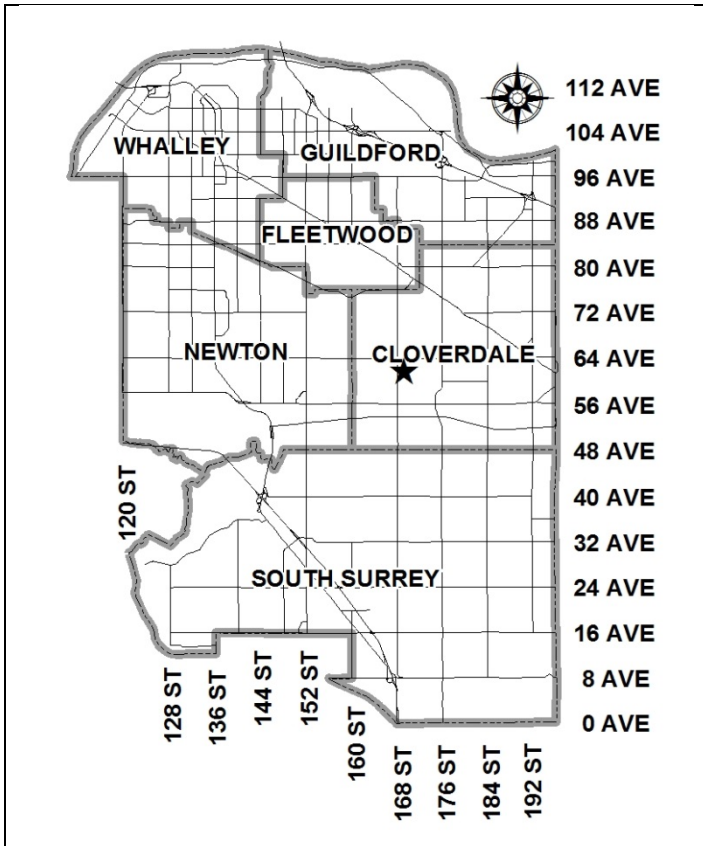 112 AVE
104 AVE
WHALLEY
GUILDFORD
96 AVE
88 AVE
FLEETWOOD
80 AVE
72 AVE
NEWTON
CLOVERDALE
64 AVE
56 AVE
48 AVE
120 ST
40 AVE
32 AVE
SOUTH SURREY
24 AVE
16 AVE
128 ST
136 ST
144 ST
152 ST
160 ST
8 AVE
0 AVE
168 ST
176 ST
184 ST
192 ST